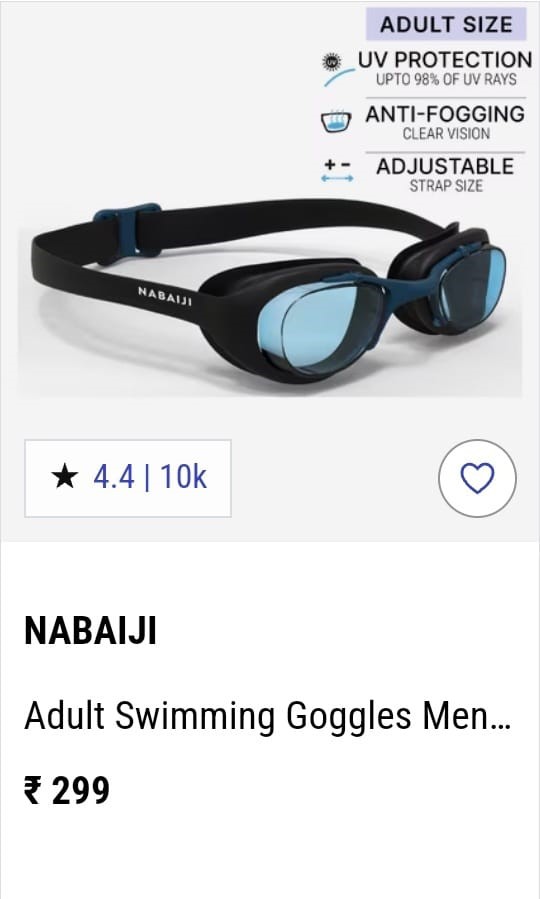 ADULT SIZE
UV
UV PROTECTION
UPTO 98% OF UV RAYS
ANTI-FOGGING
CLEAR VISION
+ -
ADJUSTABLE
STRAP SIZE
NABAIJI
★ 4.4 | 10k
NABAIJI
Adult Swimming Goggles Men...
₹ 299